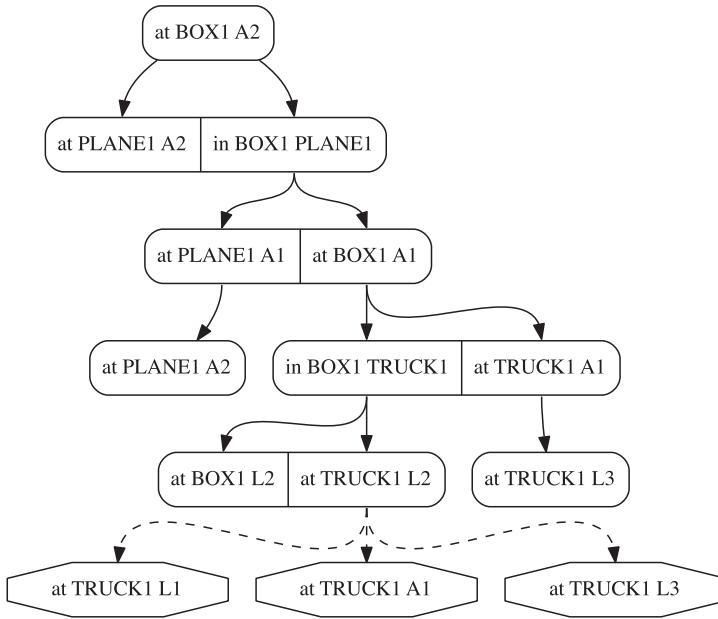 at BOX1 A2
at PLANE1 A2
in BOX1 PLANE1
at PLANE1 A1
at BOX1 A1
at PLANE1 A2
in BOX1 TRUCK1
at TRUCK1 A1
at BOX1 L2
at TRUCK1 L2
at TRUCK1 L3
at TRUCK1 L1
at TRUCK1 A1
at TRUCK1 L3